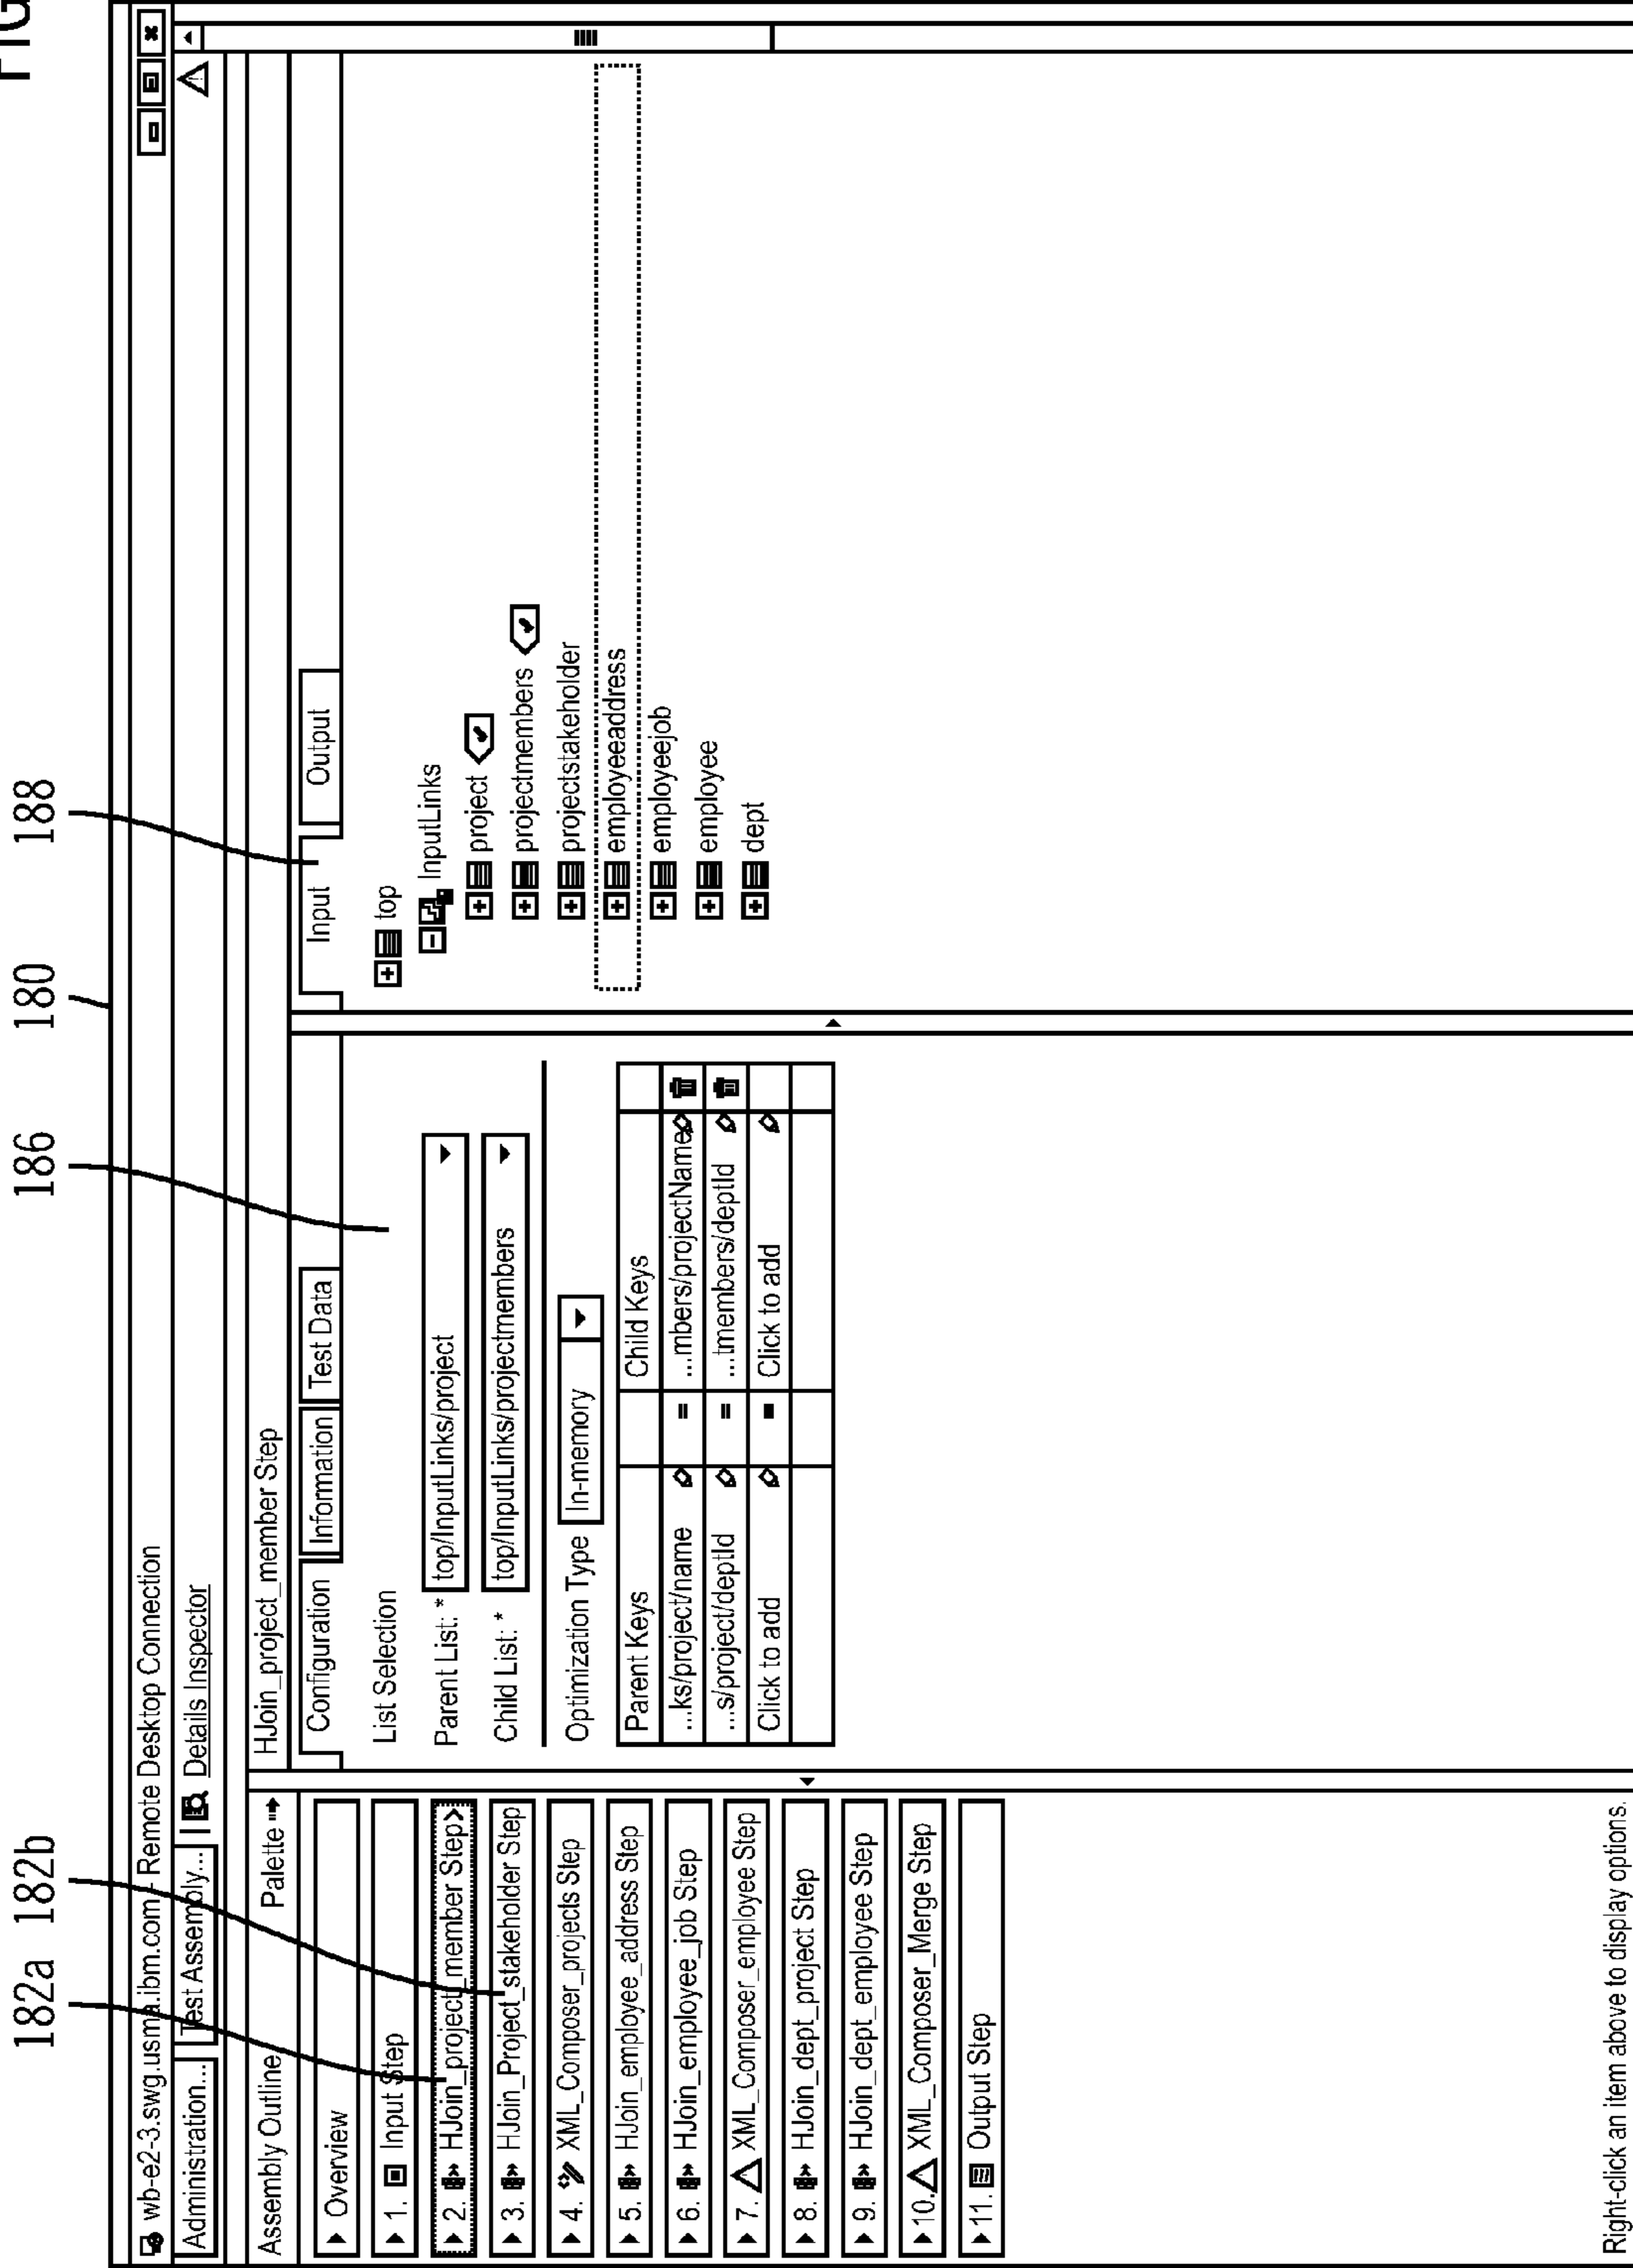 FIG
182a 182b 186 180 188
wb-e2-3.swg.usma.ibm.com - Remote Desktop Connection
Administration... Test Assembly... Details Inspector
Assembly Outline Palette
Overview
1. Input Step
2. HJoin_project_member Step
3. HJoin_Project_stakeholder Step
4. XML_Composer_projects Step
5. HJoin_employee_address Step
6. HJoin_employee_job Step
7. XML_Composer_employee Step
8. HJoin_dept_project Step
9. HJoin_dept_employee Step
10. XML_Composer_Merge Step
11. Output Step
HJoin_project_member Step
Configuration Information Test Data
List Selection
Parent List: * top/InputLinks/project
Child List: * top/InputLinks/projectmembers
Optimization Type In-memory
Parent Keys Child Keys
...ks/project/name = ...mbers/projectName
...s/project/deptId = ...tmembers/deptId
Click to add = Click to add
Input Output
top
InputLinks
project
projectmembers
projectstakeholder
employeeaddress
employeejob
employee
dept
Right-click an item above to display options.